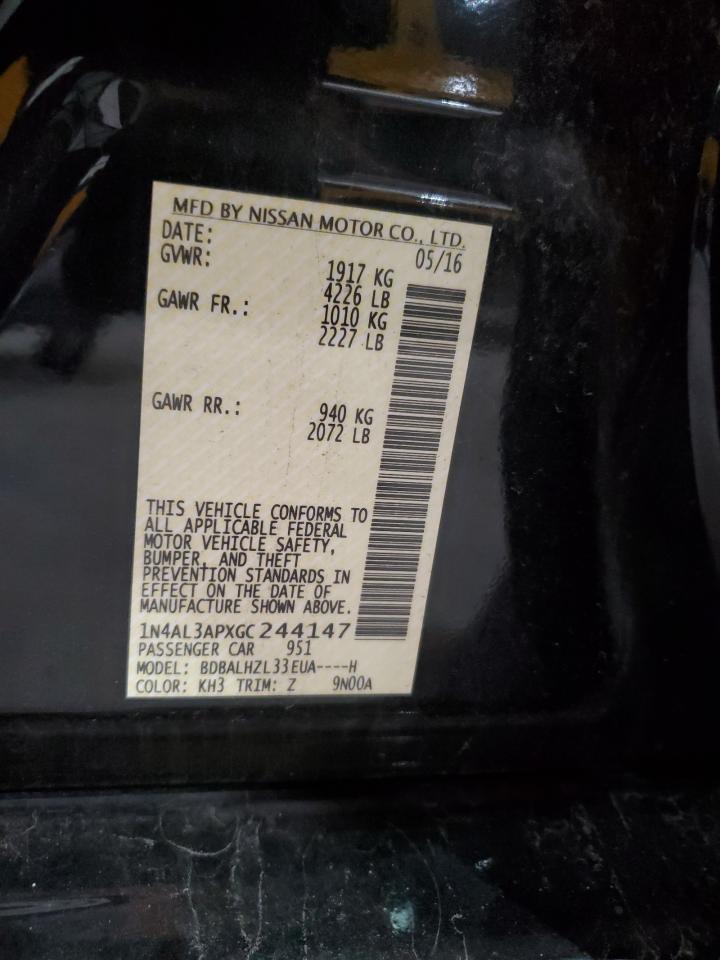 MFD BY NISSAN MOTOR CO., LTD.
DATE: 05/16
GVWR: 1917 KG
4226 LB
GAWR FR.: 1010 KG
2227 LB
GAWR RR.: 940 KG
2072 LB
THIS VEHICLE CONFORMS TO
ALL APPLICABLE FEDERAL
MOTOR VEHICLE SAFETY,
BUMPER, AND THEFT
PREVENTION STANDARDS IN
EFFECT ON THE DATE OF
MANUFACTURE SHOWN ABOVE.
1N4AL3APXGC244147
PASSENGER CAR 951
MODEL: BDBALHZL33EUA----H
COLOR: KH3 TRIM: Z 9N00A